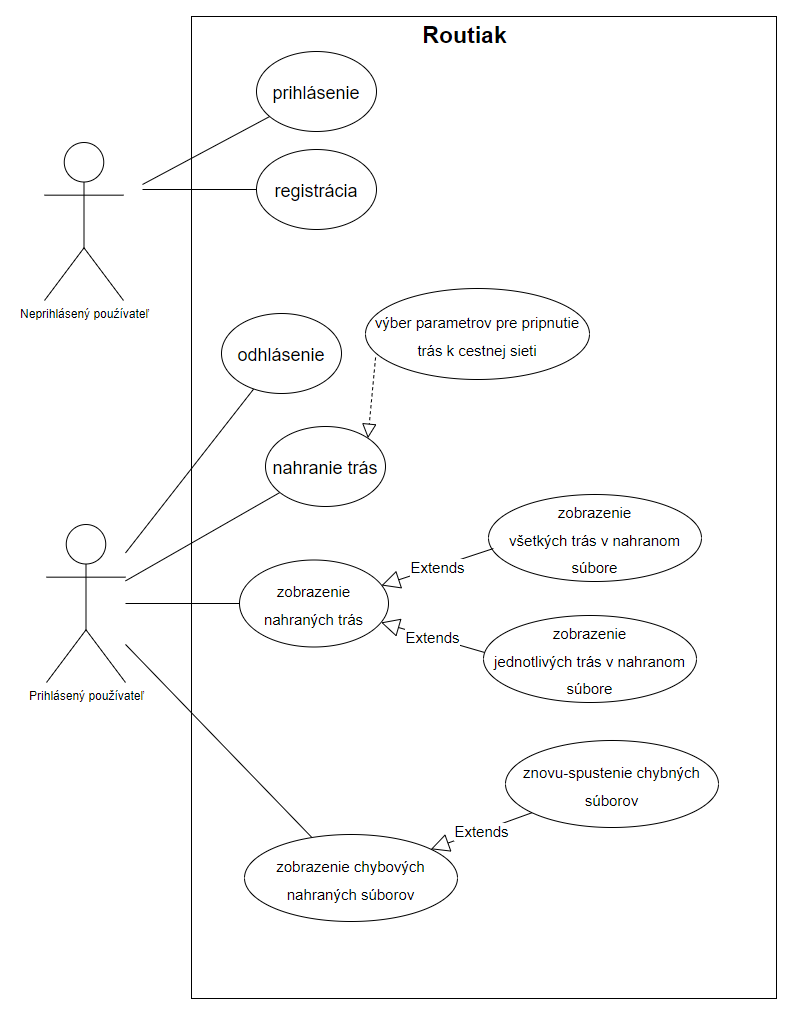 Routiak
prihlásenie
registrácia
Neprihlásený používateľ
výber parametrov pre pripnutie
trás k cestnej sieti
odhlásenie
nahranie trás
zobrazenie
všetkých trás v nahranom
súbore
Extends
zobrazenie
nahraných trás
Extends
zobrazenie
jednotlivých trás v nahranom
súbore
Prihlásený používateľ
znovu-spustenie chybných
súborov
Extends
zobrazenie chybových
nahraných súborov